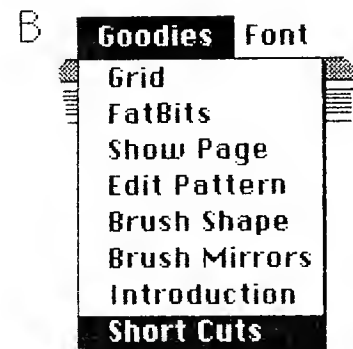 B
Goodies Font
Grid
FatBits
Show Page
Edit Pattern
Brush Shape
Brush Mirrors
Introduction
Short Cuts